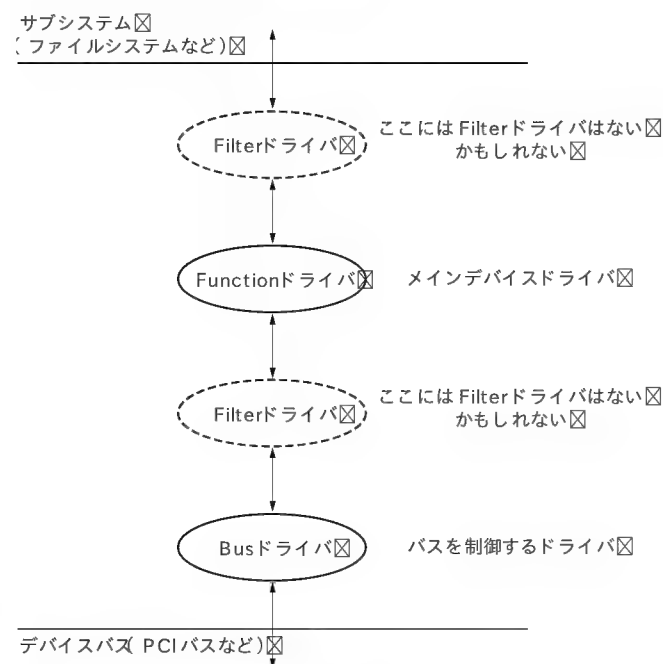 サブシステム
(ファイルシステムなど)
Filterドライバ
ここにはFilterドライバはない
かもしれない
Functionドライバ
メインデバイスドライバ
Filterドライバ
ここにはFilterドライバはない
かもしれない
Busドライバ
バスを制御するドライバ
デバイスバス(PCIバスなど)